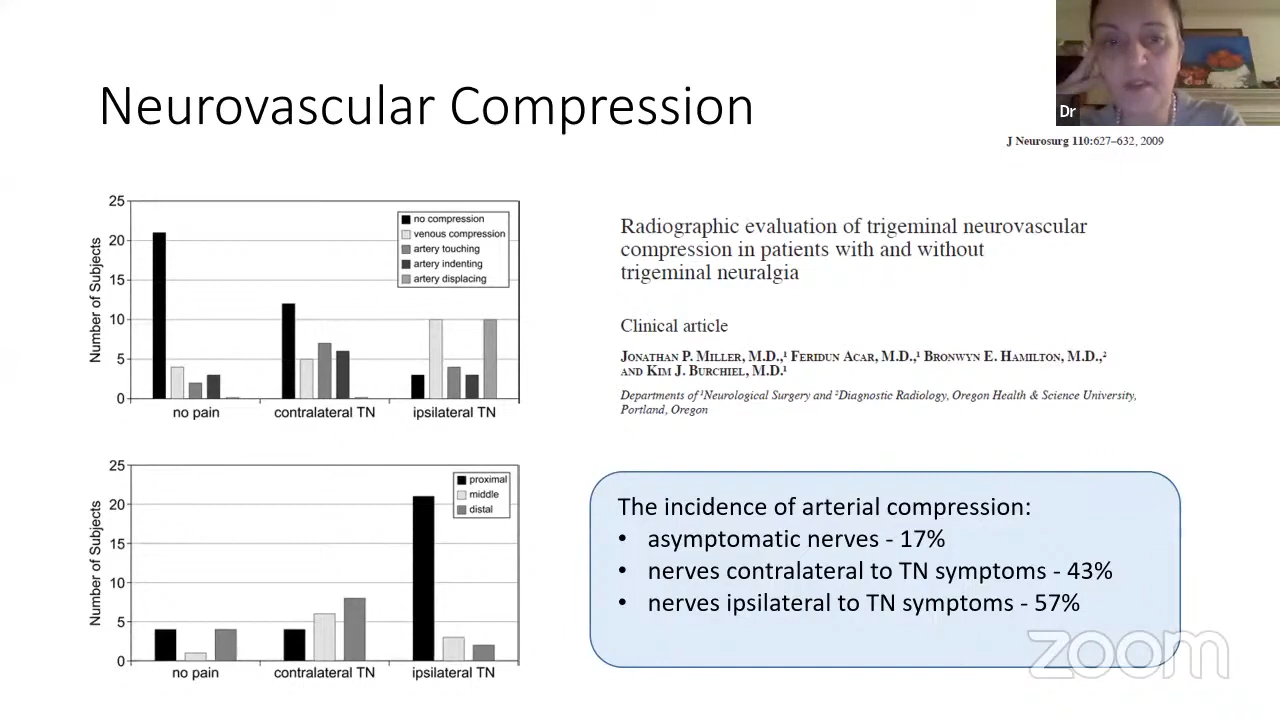 Neurovascular Compression
Dr
J Neurosurg 110:627–632, 2009
25
20
15
10
5
0
Number of Subjects
no compression
venous compression
artery touching
artery indenting
artery displacing
no pain
contralateral TN
ipsilateral TN
25
20
15
10
5
0
Number of Subjects
proximal
middle
distal
no pain
contralateral TN
ipsilateral TN
Radiographic evaluation of trigeminal neurovascular
compression in patients with and without
trigeminal neuralgia
Clinical article
JONATHAN P. MILLER, M.D.,¹ FERIDUN ACAR, M.D.,¹ BRONWYN E. HAMILTON, M.D.,²
AND KIM J. BURCHIEL, M.D.¹
Departments of ¹Neurological Surgery and ²Diagnostic Radiology, Oregon Health & Science University,
Portland, Oregon
The incidence of arterial compression:
• asymptomatic nerves - 17%
• nerves contralateral to TN symptoms - 43%
• nerves ipsilateral to TN symptoms - 57%
zoom